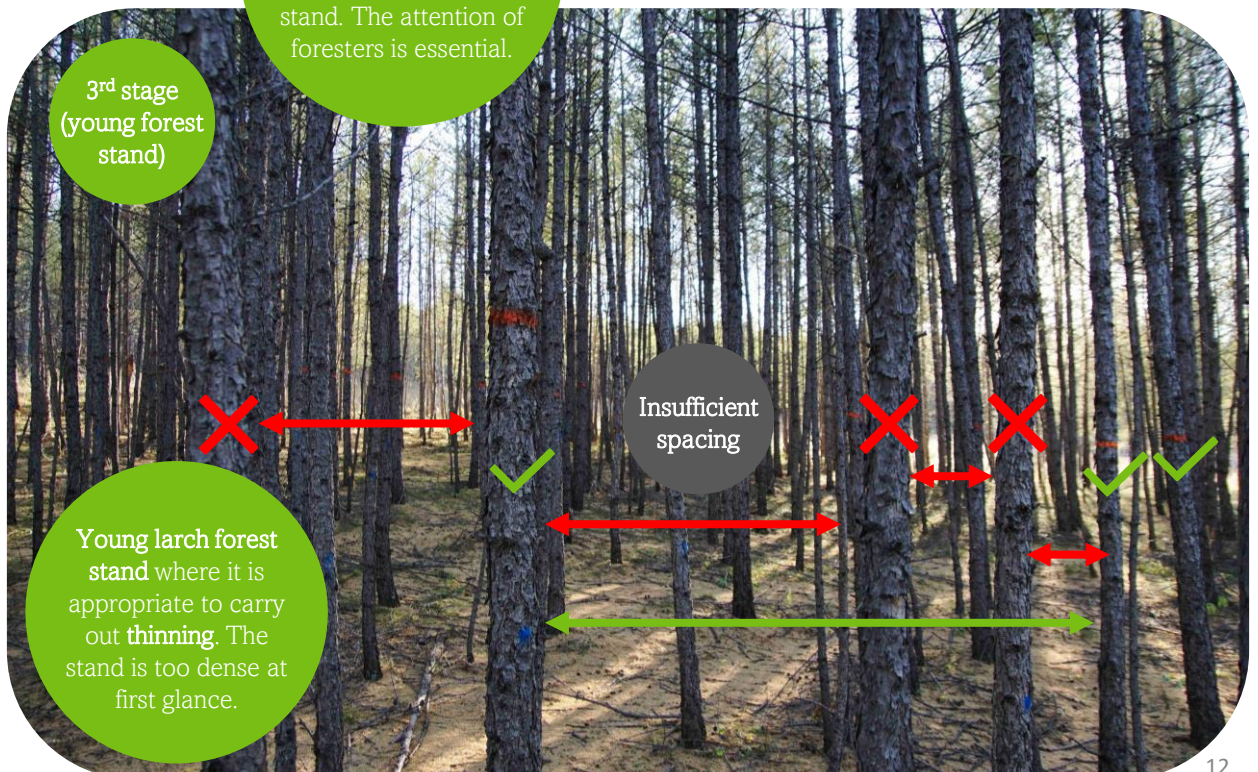 stand. The attention of
foresters is essential.
3rd stage
(young forest
stand)
Insufficient
spacing
Young larch forest
stand where it is
appropriate to carry
out thinning. The
stand is too dense at
first glance.
12